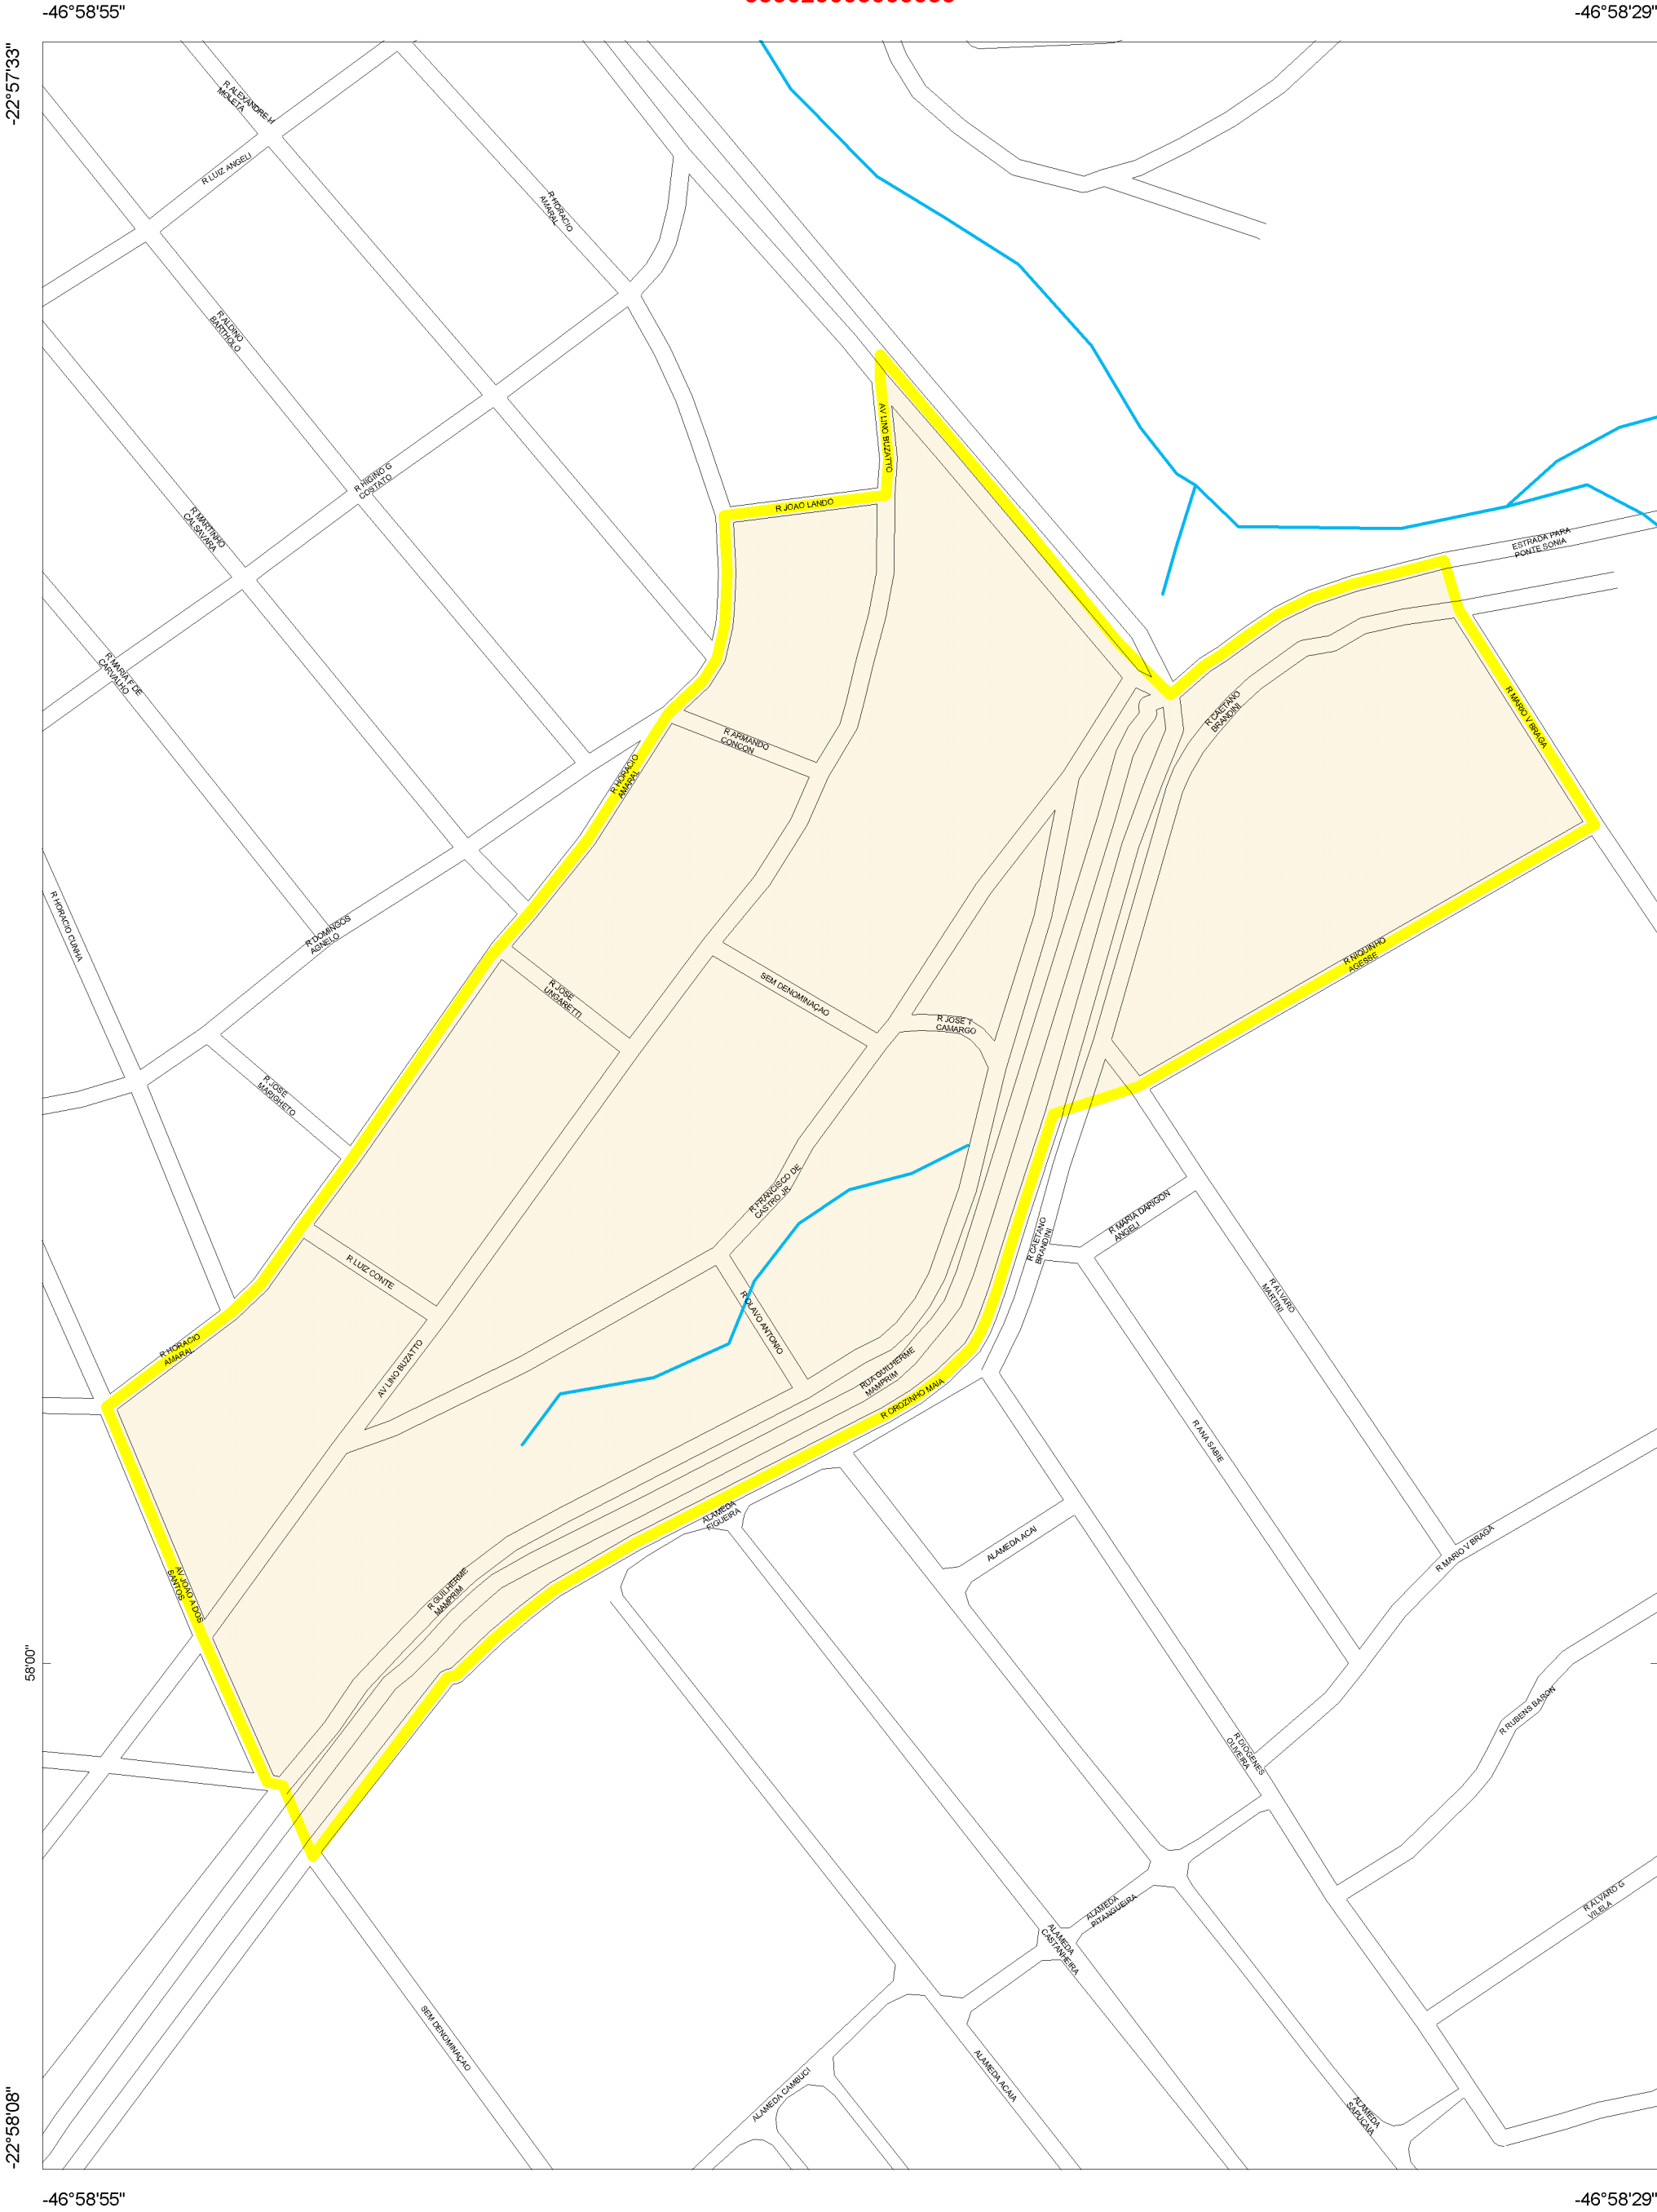 -46°58'55"
-46°58'29"
-22°57'33"
R ALEXANDRE H
MOLETA
R LUIZ ANGELI
R HORACIO
AMARAL
R ALDINO
BARTHOLO
AV LINO BUZATTO
R HIGINO G
COSTATO
R JOAO LANDO
R MARTINHO
CALSAVARA
ESTRADA PARA
PONTE SONIA
R MARIA F DE
CARVALHO
R CAETANO
BRANDINI
R MARIO V BRAGA
R ARMANDO
CONCON
R HORACIO
AMARAL
R HORACIO CUNHA
R DOMINGOS
AGNELO
R NIQUINHO
AGESSE
SEM DENOMINAÇAO
R JOSE
UNGARETTI
R JOSE T
CAMARGO
R JOSE
MARIGHETO
R FRANCISCO DE
CASTRO JR
R MARIA DARIGON
ANGELI
R CAETANO
BRANDINI
R LUIZ CONTE
R OLAVO ANTONIO
R ALVARO
MARTINI
R HORACIO
AMARAL
AV LINO BUZATTO
RUA GUILHERME
MAMPRIM
R OROZINHO MAIA
R ANA SABIE
ALAMEDA
FIGUEIRA
ALAMEDA ACAI
R MARIO V BRAGA
AV JOAO A DOS
SANTOS
R GUILHERME
MAMPRIM
58'00"
R RUBENS BARON
R DIOGENES
OLIVEIRA
R ALVARO G
VILELA
ALAMEDA
PITANGUEIRA
ALAMEDA
CASTANHEIRA
SEM DENOMINAÇAO
ALAMEDA CAMBUCI
ALAMEDA ACAIA
ALAMEDA
SAPUCAIA
-22°58'08"
-46°58'55"
-46°58'29"